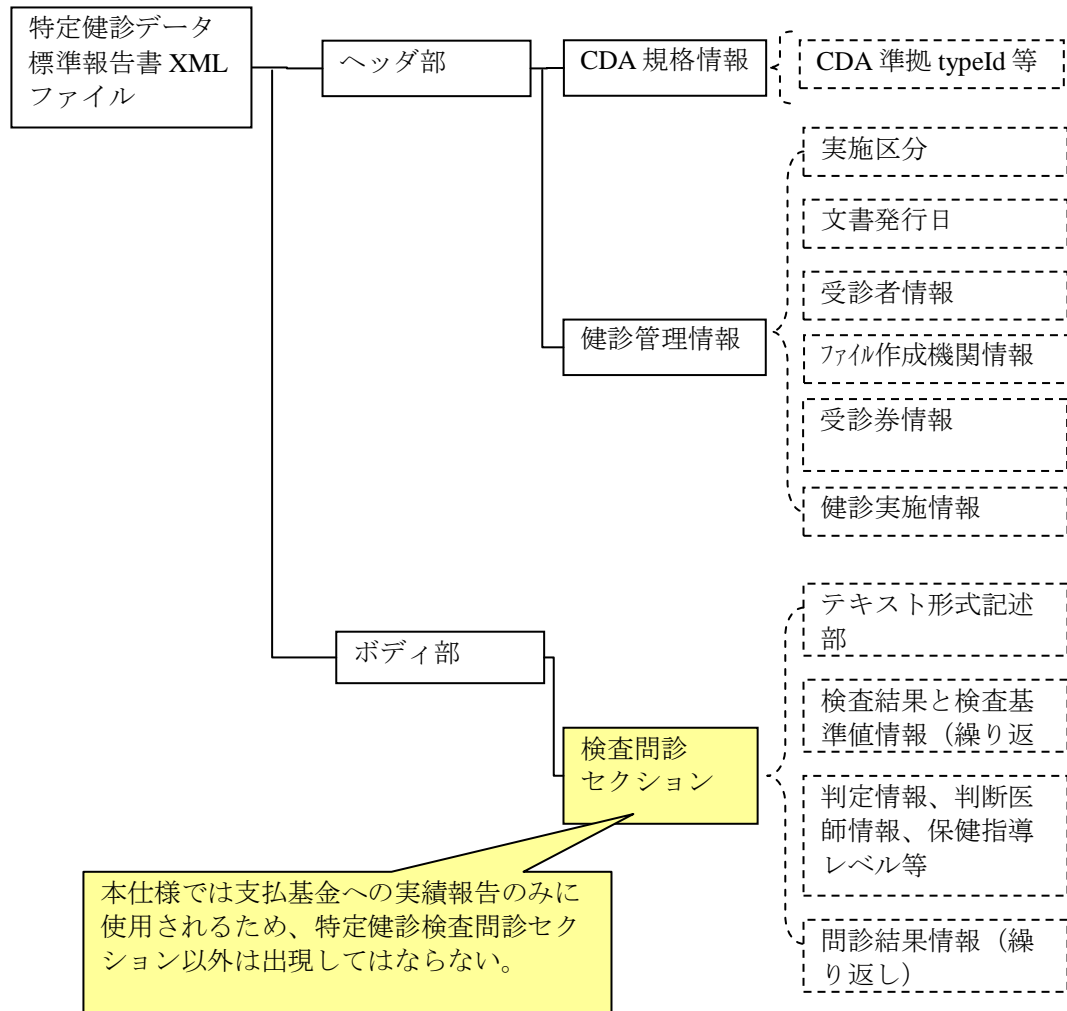 特定健診データ
標準報告書 XML
ファイル
ヘッダ部
CDA 規格情報
CDA 準拠 typeId 等
健診管理情報
実施区分
文書発行日
受診者情報
ﾌｧｲﾙ作成機関情報
受診券情報
健診実施情報
ボディ部
検査問診
セクション
テキスト形式記述
部
検査結果と検査基
準値情報（繰り返
判定情報、判断医
師情報、保健指導
レベル等
問診結果情報（繰
り返し）
本仕様では支払基金への実績報告のみに
使用されるため、特定健診検査問診セク
ション以外は出現してはならない。